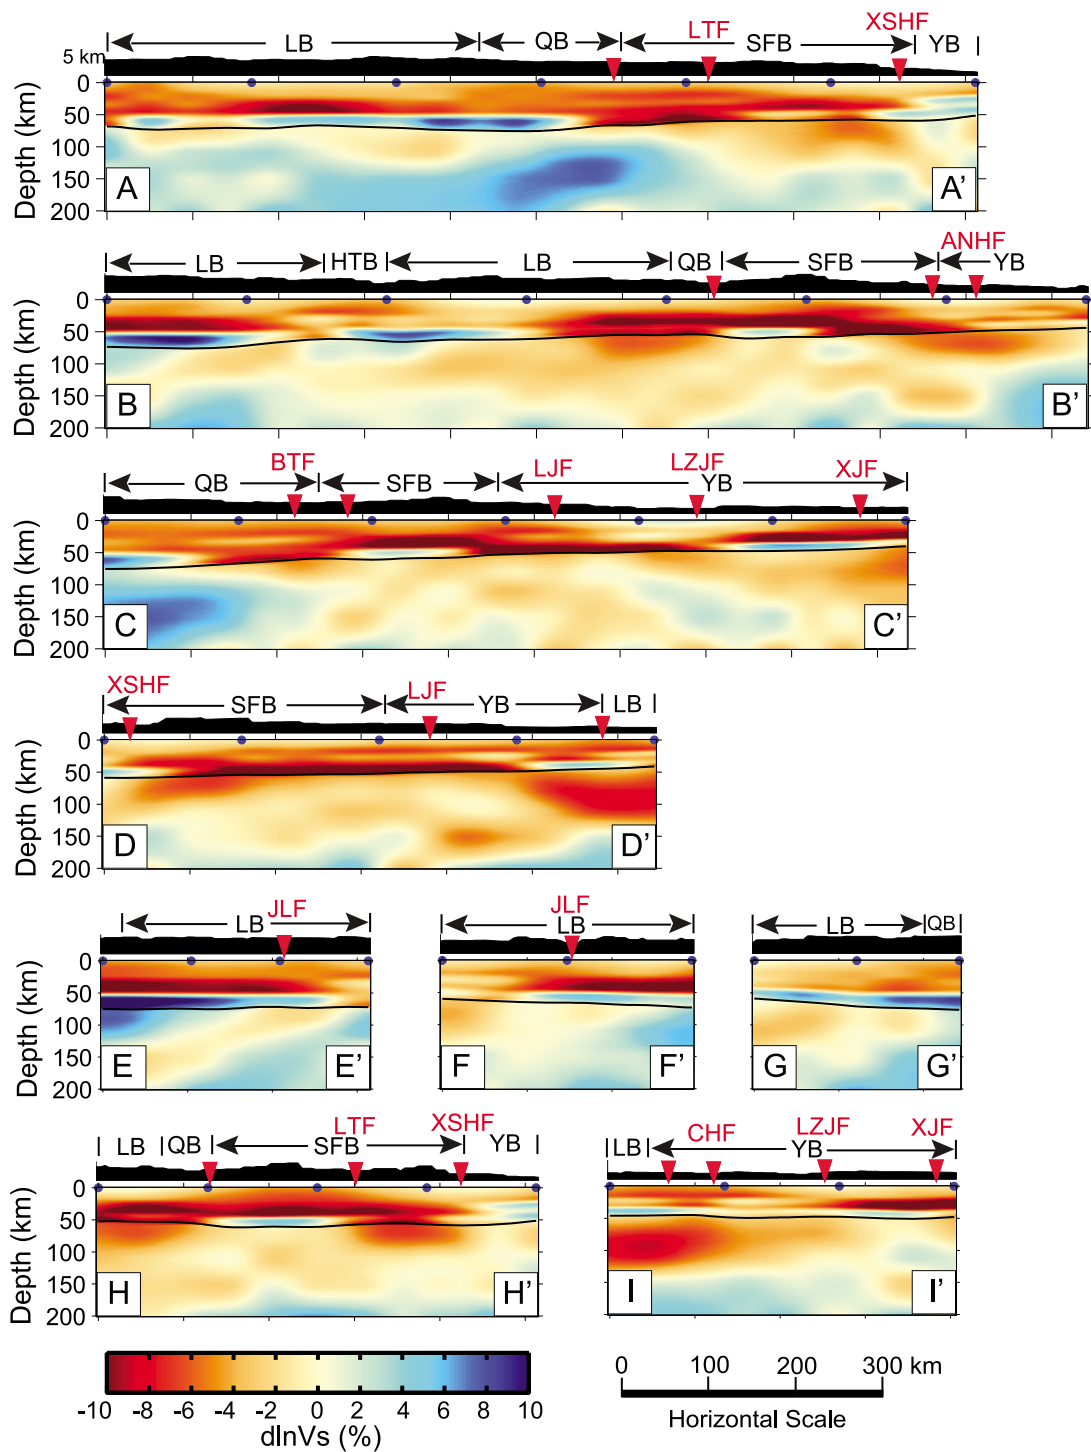 LB QB LTF SFB XSHF YB
5 km
0
50
100
150
200
Depth (km)
A A'
ANHF
LB HTB LB QB SFB YB
0
50
100
150
200
Depth (km)
B B'
BTF LJF LZJF XJF
QB SFB YB
0
50
100
150
200
Depth (km)
C C'
XSHF LJF
SFB YB LB
0
50
100
150
200
Depth (km)
D D'
JLF JLF
LB LB LB QB
0
50
100
150
200
Depth (km)
E E' F F' G G'
LTF XSHF CHF LZJF XJF
LB QB SFB YB LB YB
0
50
100
150
200
Depth (km)
H H' I I'
-10 -8 -6 -4 -2 0 2 4 6 8 10
dlnVs (%)
0 100 200 300 km
Horizontal Scale